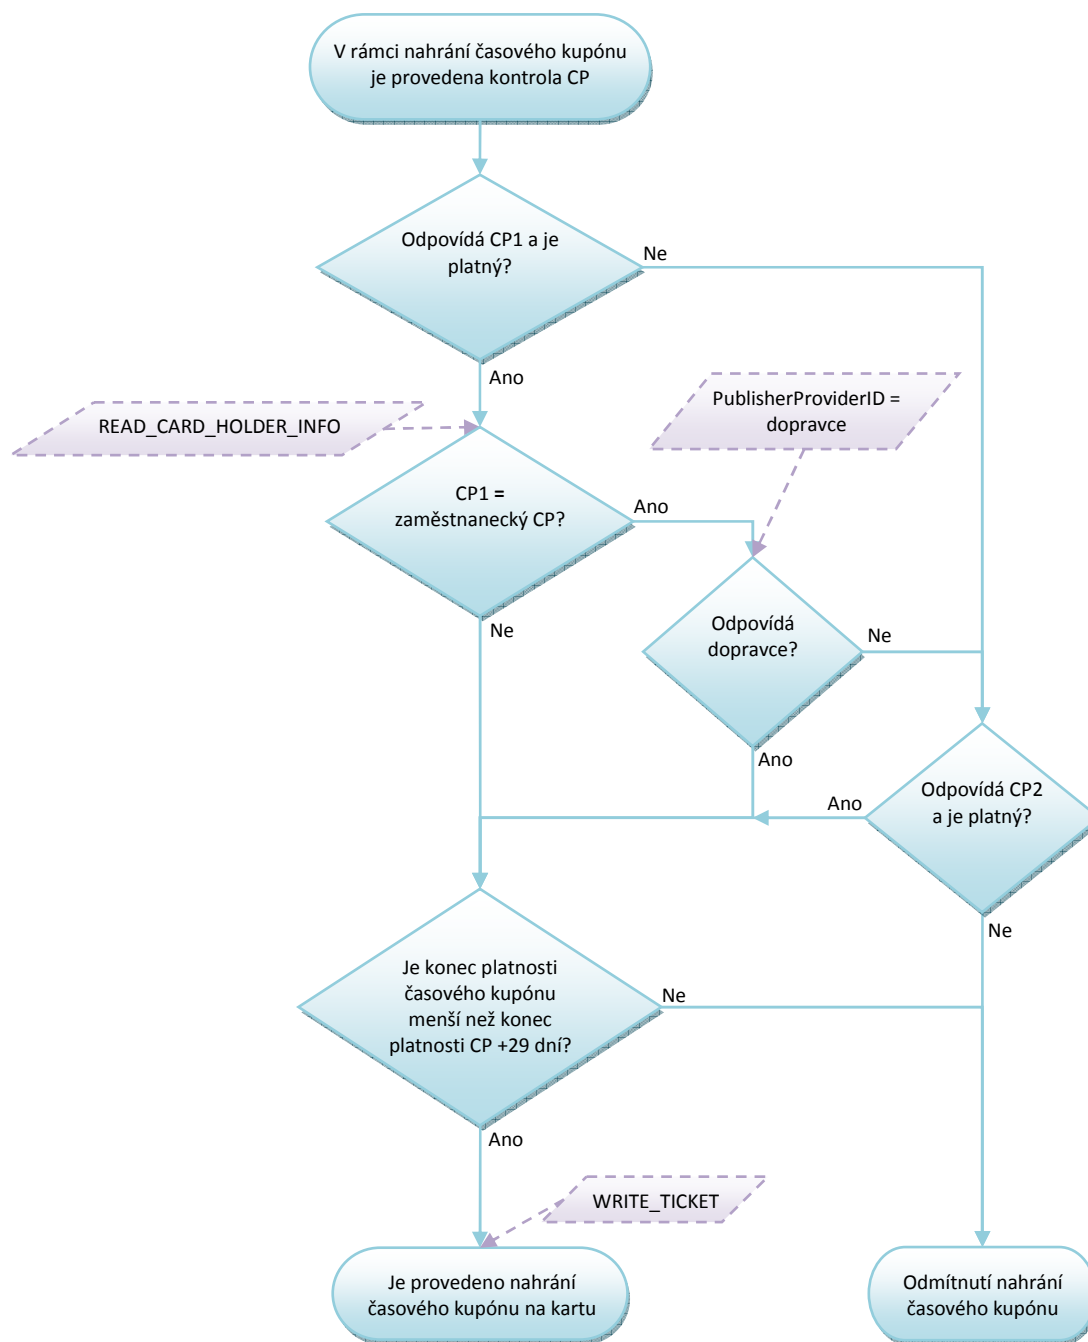 V rámci nahrání časového kupónu
je provedena kontrola CP
Odpovídá CP1 a je
platný?
Ne
Ano
READ_CARD_HOLDER_INFO
PublisherProviderID =
dopravce
CP1 =
zaměstnanecký CP?
Ano
Ne
Odpovídá
dopravce?
Ne
Ano
Odpovídá CP2
a je platný?
Ano
Ne
Je konec platnosti
časového kupónu
menší než konec
platnosti CP +29 dní?
Ne
Ano
WRITE_TICKET
Je provedeno nahrání
časového kupónu na kartu
Odmítnutí nahrání
časového kupónu